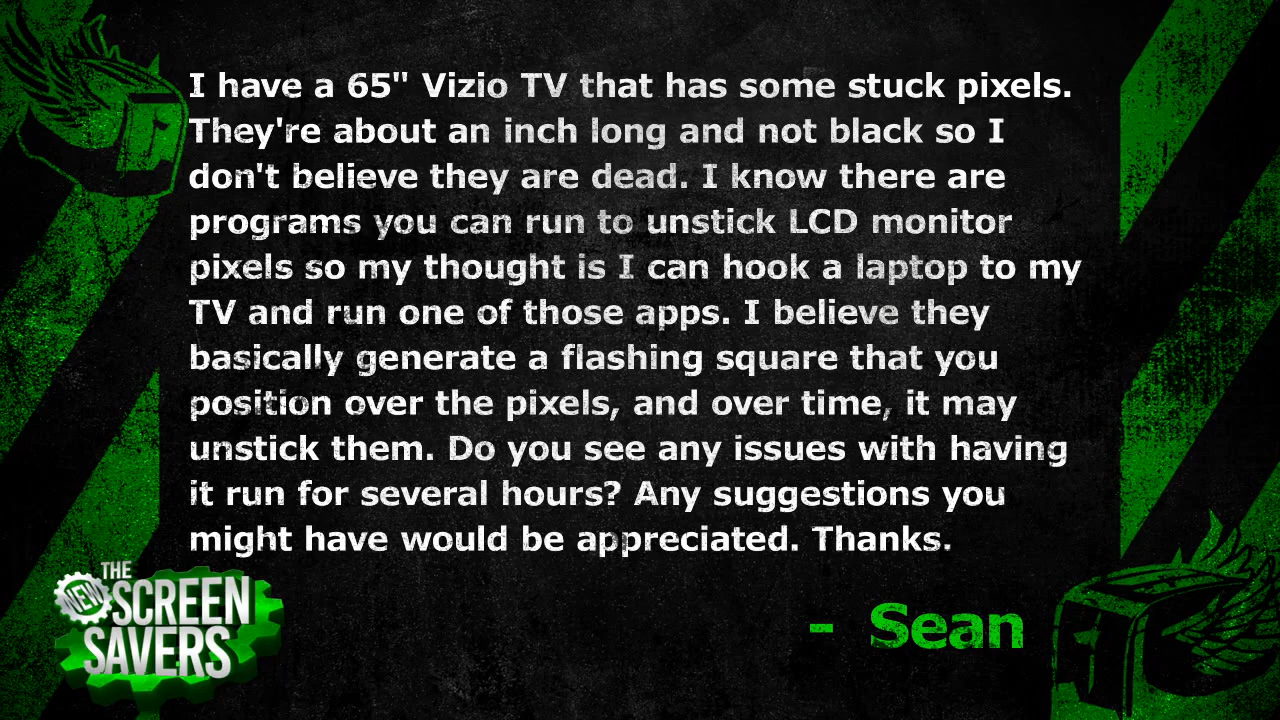 I have a 65" Vizio TV that has some stuck pixels.
They're about an inch long and not black so I
don't believe they are dead. I know there are
programs you can run to unstick LCD monitor
pixels so my thought is I can hook a laptop to my
TV and run one of those apps. I believe they
basically generate a flashing square that you
position over the pixels, and over time, it may
unstick them. Do you see any issues with having
it run for several hours? Any suggestions you
might have would be appreciated. Thanks.
- Sean
THE
NEW SCREEN
SAVERS